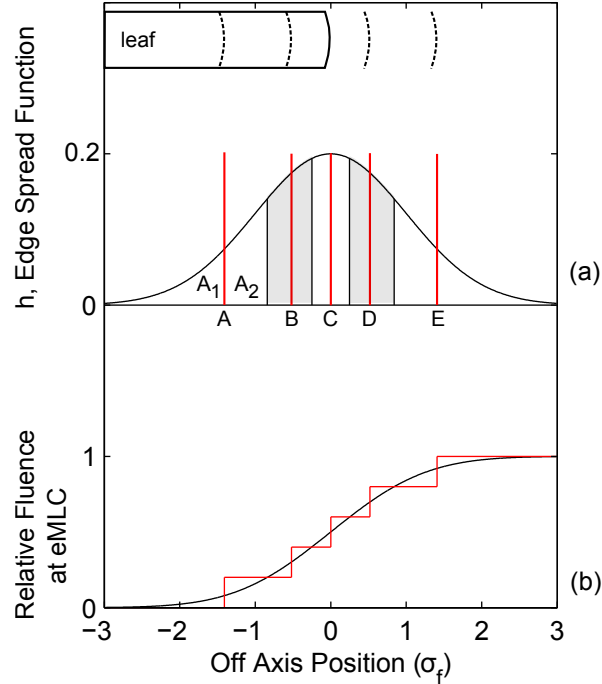 leaf
h, Edge Spread Function
0.2
0
A₁ A₂
A B C D E
(a)
Relative Fluence
at eMLC
1
0
(b)
−3 −2 −1 0 1 2 3
Off Axis Position (σ_f)